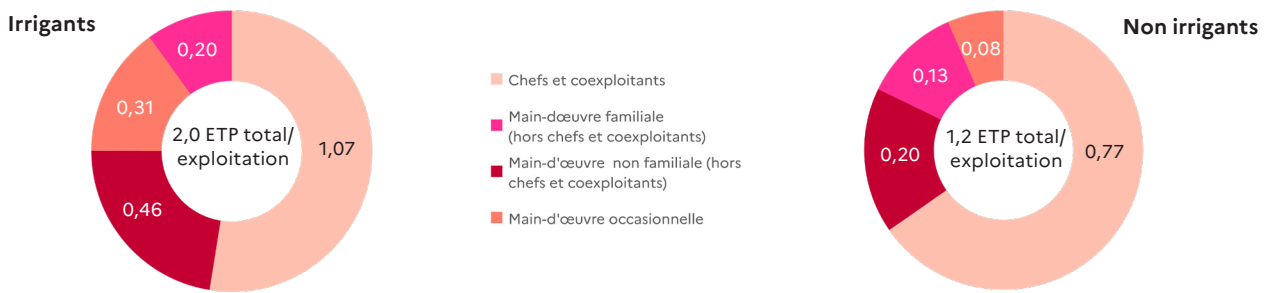 Irrigants
0,20
0,31
2,0 ETP total/
exploitation
1,07
0,46
Chefs et coexploitants
Main-dœuvre familiale
(hors chefs et coexploitants)
Main-d'œuvre  non familiale (hors
chefs et coexploitants)
Main-d'œuvre occasionnelle
Non irrigants
0,08
0,13
1,2 ETP total/
exploitation
0,77
0,20